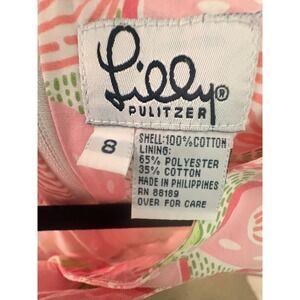 Lilly®
PULITZER
8
SHELL:100%COTTON
LINING:
65% POLYESTER
35% COTTON
MADE IN PHILIPPINES
RN 88189
OVER FOR CARE